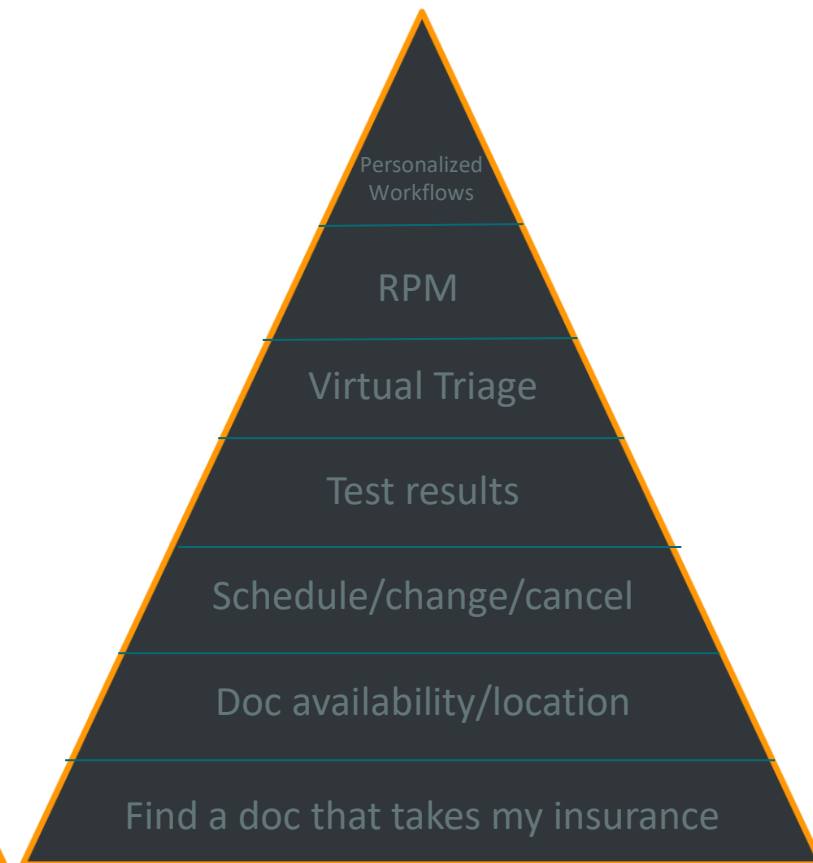 Personalized
Workflows
RPM
Virtual Triage
Test results
Schedule/change/cancel
Doc availability/location
Find a doc that takes my insurance